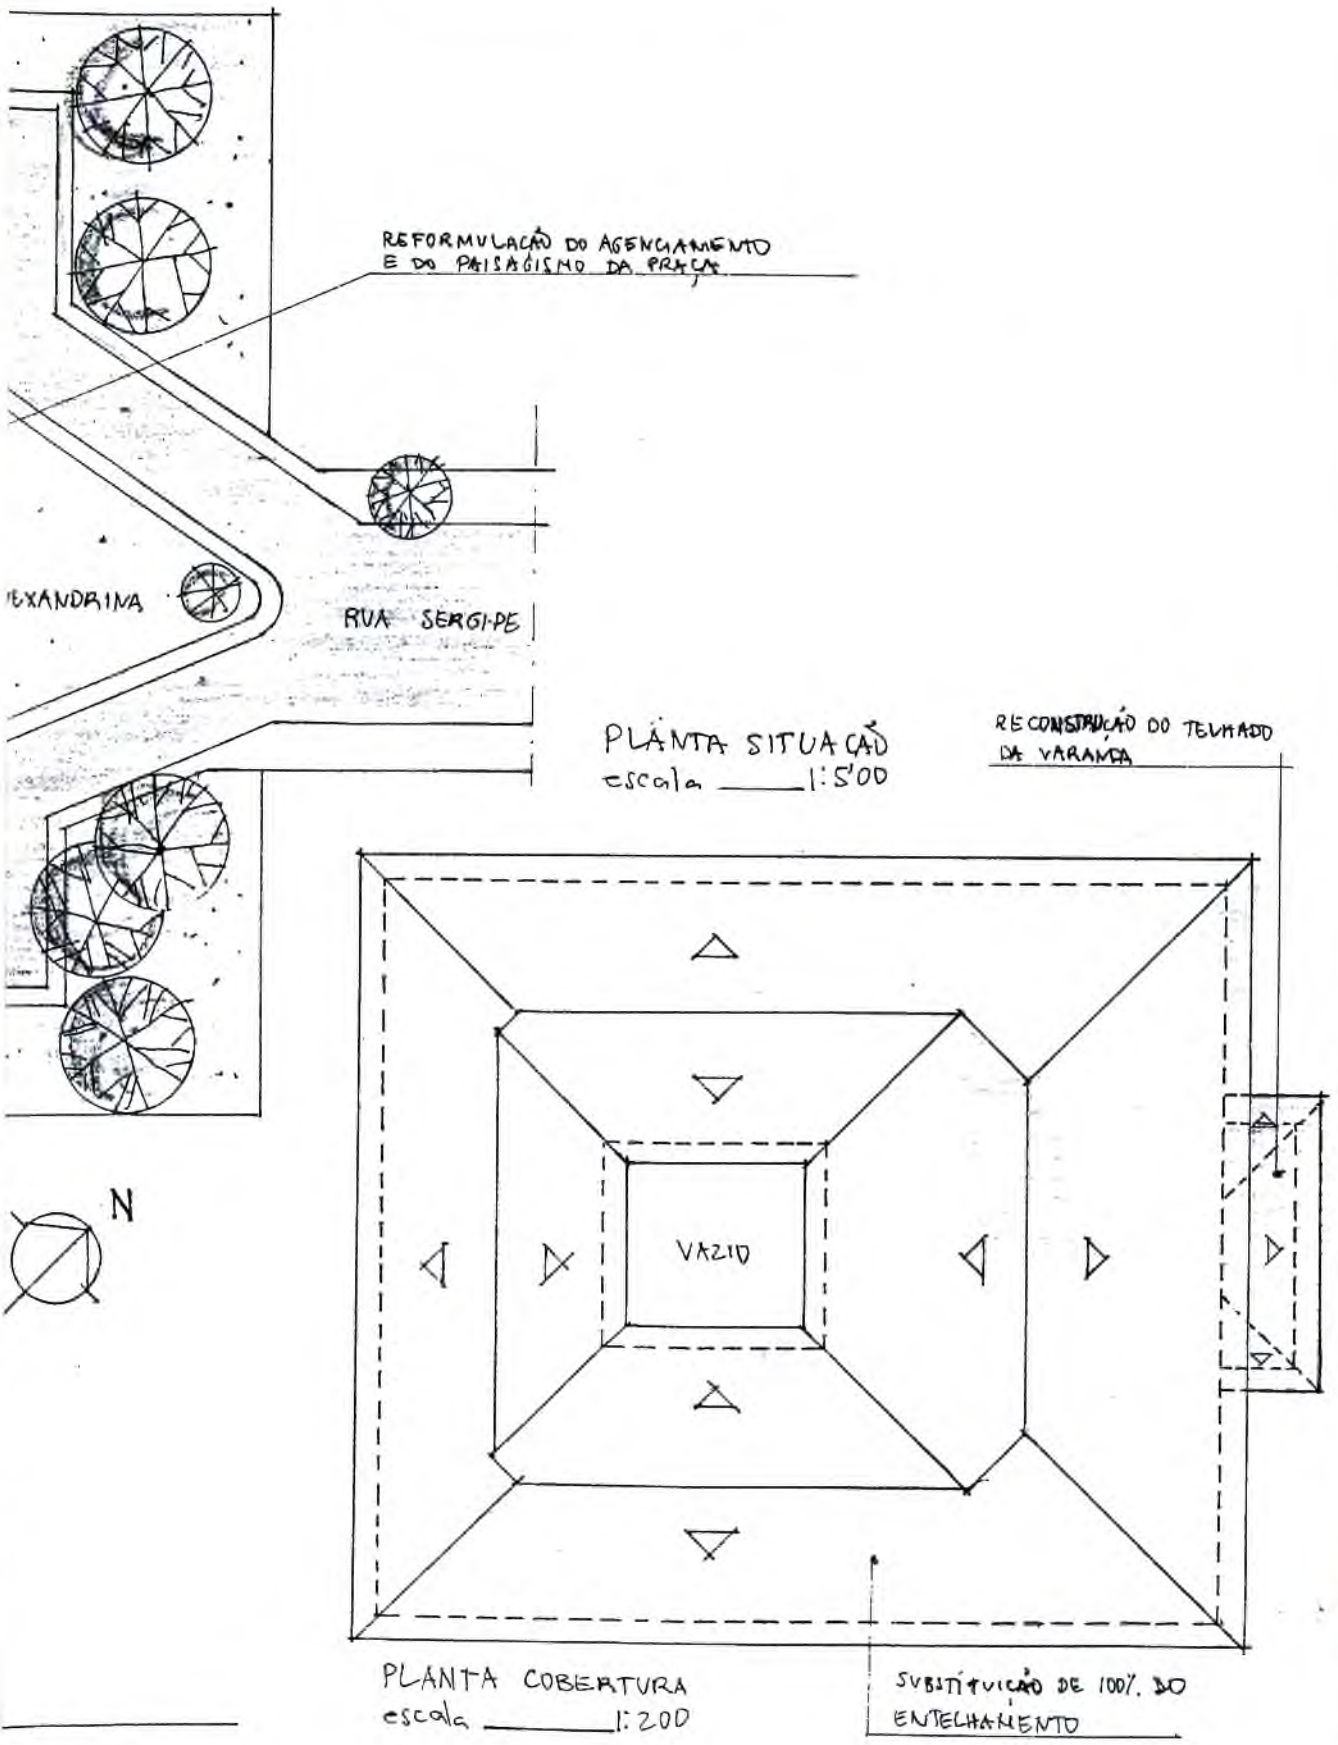 REFORMULAÇÃO DO AGENCIAMENTO
E DO PAISAGISMO DA PRAÇA
EXANDRINA
RUA SERGIPE
PLANTA SITUAÇÃO
escala 1:500
RECONSTRUÇÃO DO TELHADO
DA VARANDA
N
VAZIO
PLANTA COBERTURA
escala 1:200
SUBSTITUIÇÃO DE 100% DO
ENTELHAMENTO